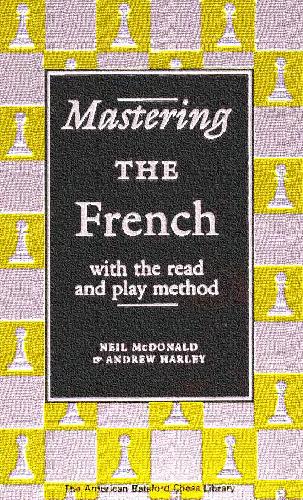 Mastering
THE
French
with the read
and play method
NEIL McDONALD
& ANDREW HARLEY
The American Batsford Chess Library